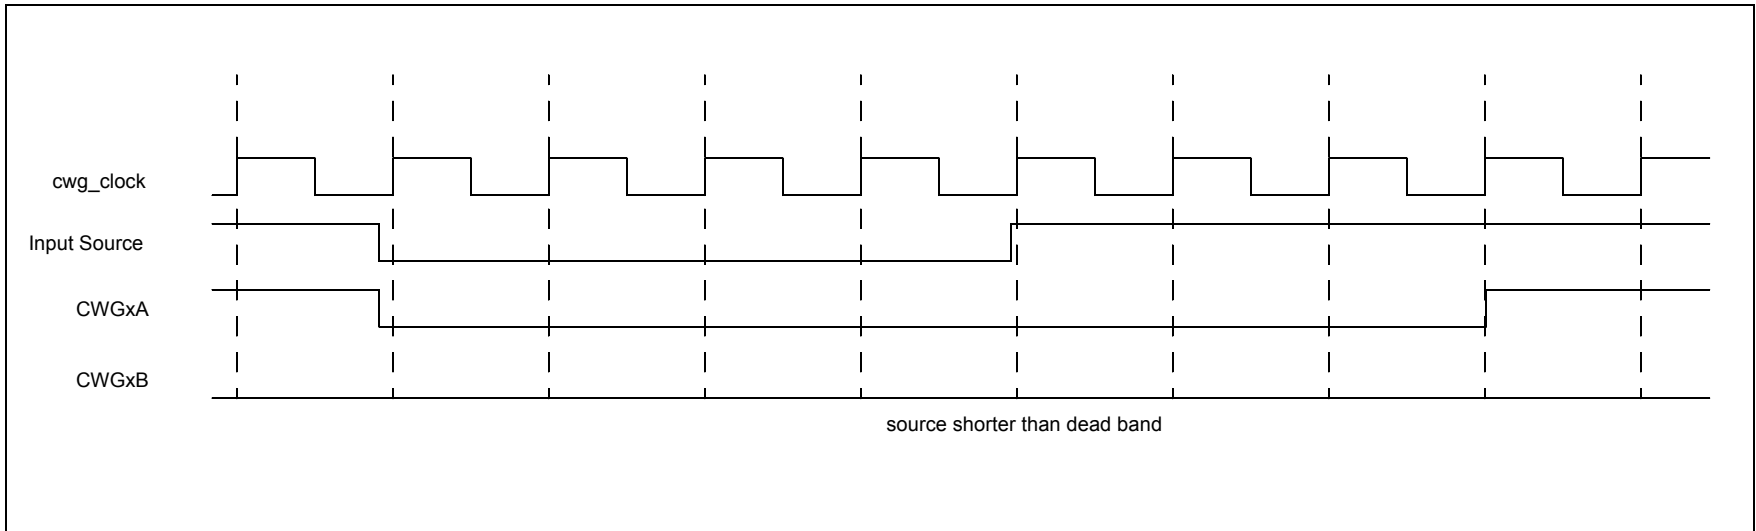 cwg_clock
Input Source
CWGxA
CWGxB
source shorter than dead band